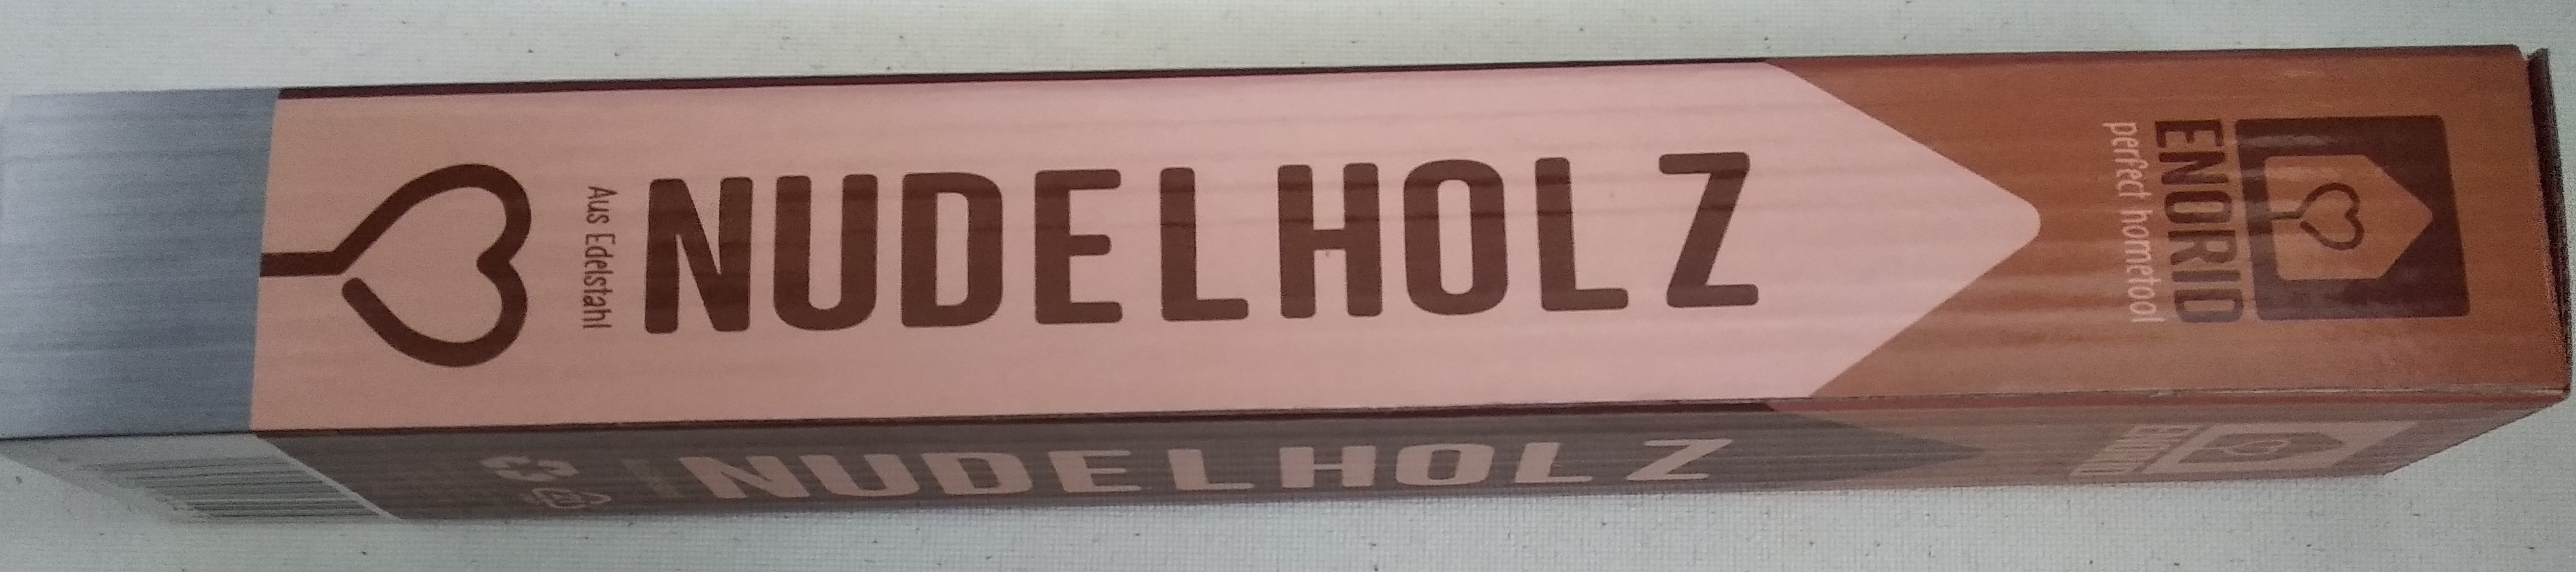 NUDELHOLZ
Aus Edelstahl
ENORID
perfect hometool
NUDELHOLZ
ENORID